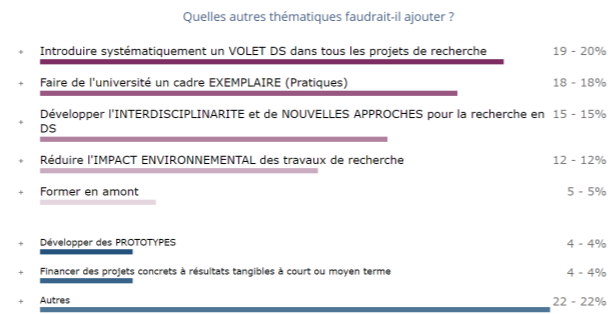 Quelles autres thématiques faudrait-il ajouter ?
+ Introduire systématiquement un VOLET DS dans tous les projets de recherche 19 - 20%
+ Faire de l'université un cadre EXEMPLAIRE (Pratiques) 18 - 18%
+ Développer l'INTERDISCIPLINARITE et de NOUVELLES APPROCHES pour la recherche en 15 - 15%
DS
+ Réduire l'IMPACT ENVIRONNEMENTAL des travaux de recherche 12 - 12%
+ Former en amont 5 - 5%
+ Développer des PROTOTYPES 4 - 4%
+ Financer des projets concrets à résultats tangibles à court ou moyen terme 4 - 4%
+ Autres 22 - 22%